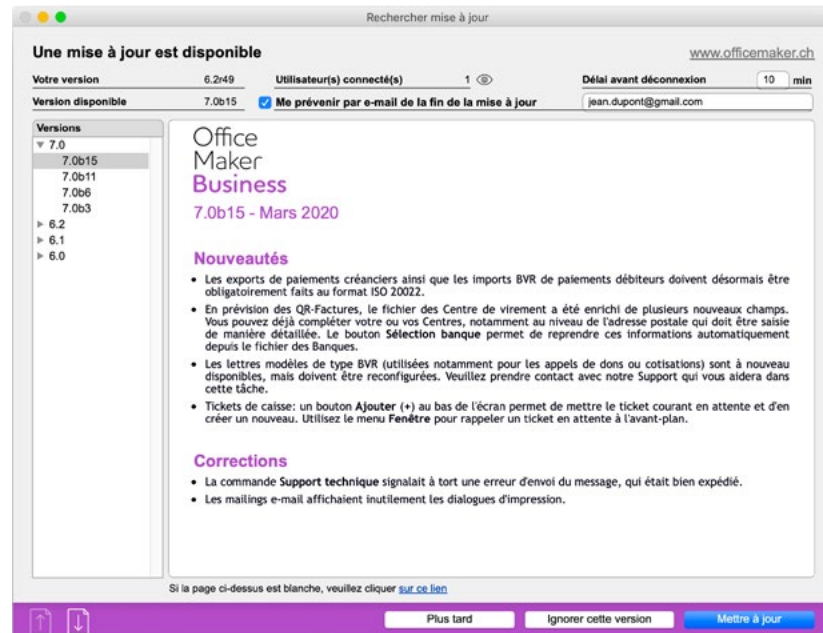 Rechercher mise à jour
Une mise à jour est disponible
www.officemaker.ch
Votre version 6.2r49 Utilisateur(s) connecté(s) 1 Délai avant déconnexion 10 min
Version disponible 7.0b15 Me prévenir par e-mail de la fin de la mise à jour jean.dupont@gmail.com
Versions
7.0
7.0b15
7.0b11
7.0b6
7.0b3
6.2
6.1
6.0
Office
Maker
Business
7.0b15 - Mars 2020
Nouveautés
• Les exports de paiements créanciers ainsi que les imports BVR de paiements débiteurs doivent désormais être
obligatoirement faits au format ISO 20022.
• En prévision des QR-Factures, le fichier des Centre de virement a été enrichi de plusieurs nouveaux champs.
Vous pouvez déjà compléter votre ou vos Centres, notamment au niveau de l'adresse postale qui doit être saisie
de manière détaillée. Le bouton Sélection banque permet de reprendre ces informations automatiquement
depuis le fichier des Banques.
• Les lettres modèles de type BVR (utilisées notamment pour les appels de dons ou cotisations) sont à nouveau
disponibles, mais doivent être reconfigurées. Veuillez prendre contact avec notre Support qui vous aidera dans
cette tâche.
• Tickets de caisse: un bouton Ajouter (+) au bas de l'écran permet de mettre le ticket courant en attente et d'en
créer un nouveau. Utilisez le menu Fenêtre pour rappeler un ticket en attente à l'avant-plan.
Corrections
• La commande Support technique signalait à tort une erreur d'envoi du message, qui était bien expédié.
• Les mailings e-mail affichaient inutilement les dialogues d'impression.
Si la page ci-dessus est blanche, veuillez cliquer sur ce lien
Plus tard Ignorer cette version Mettre à jour